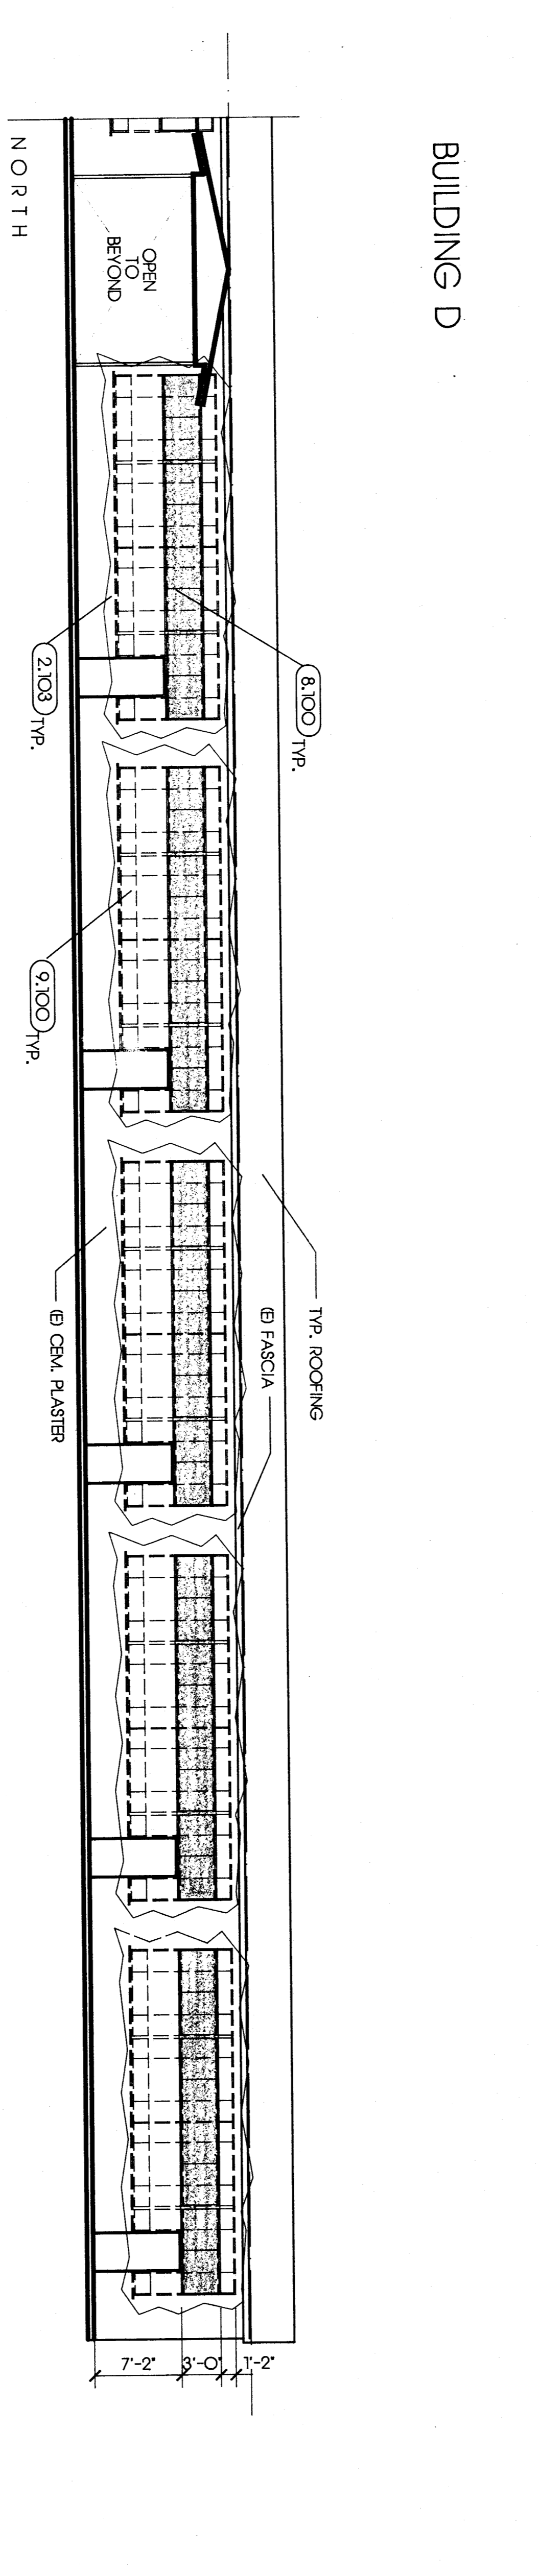 BUILDING D
OPEN
TO
BEYOND
8.100 TYP.
2.103 TYP.
9.100 TYP.
TYP. ROOFING
(E) FASCIA
(E) CEM. PLASTER
7'-2" 3'-0" 1'-2"
NORTH